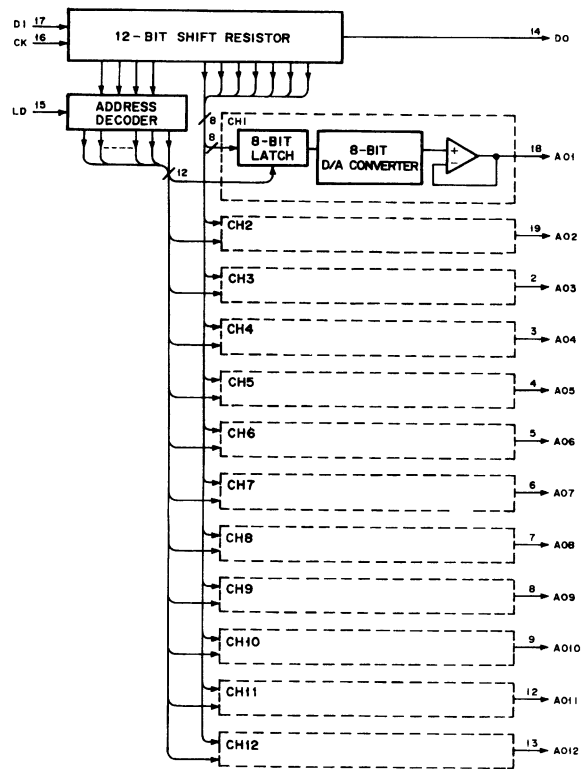 DI 17
CK 16
12-BIT SHIFT RESISTOR
14 DO
LD 15
ADDRESS DECODER
12
8
8
CH1
8-BIT LATCH
8-BIT D/A CONVERTER
+
−
18 AO1
CH2
19 AO2
CH3
2 AO3
CH4
3 AO4
CH5
4 AO5
CH6
5 AO6
CH7
6 AO7
CH8
7 AO8
CH9
8 AO9
CH10
9 AO10
CH11
12 AO11
CH12
13 AO12